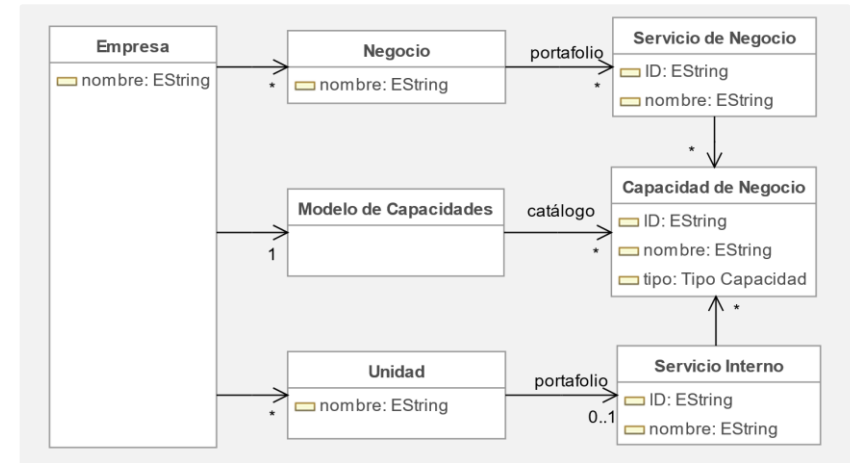 Empresa
nombre: EString
*
Negocio
nombre: EString
portafolio
*
Servicio de Negocio
ID: EString
nombre: EString
*
1
Modelo de Capacidades
catálogo
*
Capacidad de Negocio
ID: EString
nombre: EString
tipo: Tipo Capacidad
*
*
Unidad
nombre: EString
portafolio
0..1
Servicio Interno
ID: EString
nombre: EString